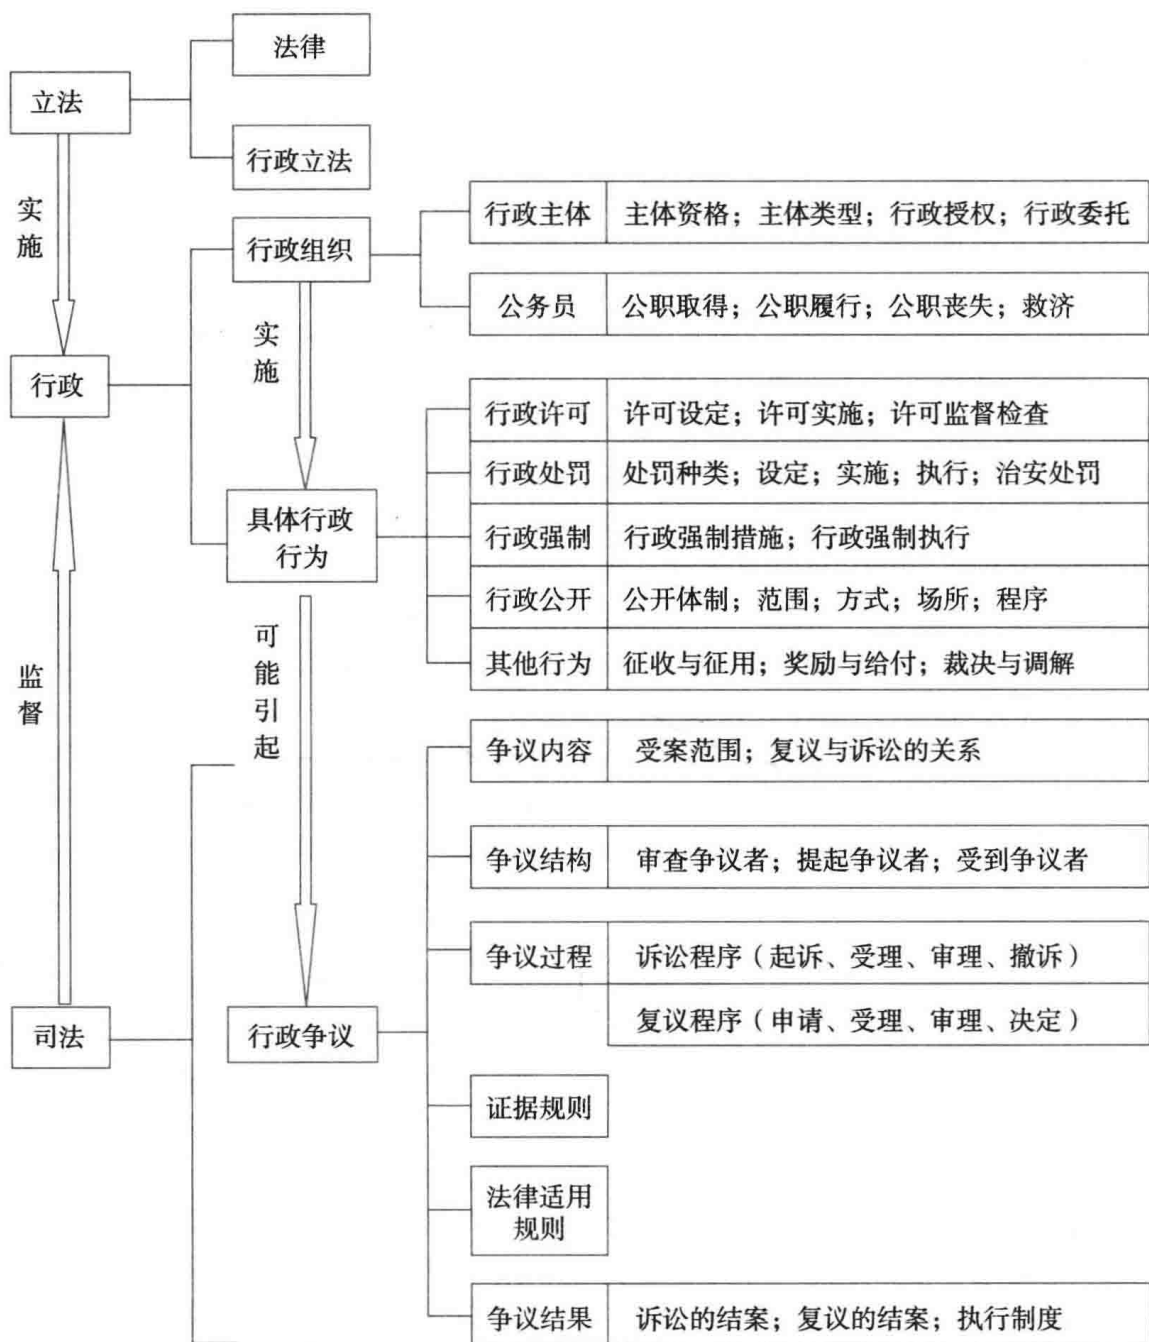 法律
立法
行政立法
实施
行政主体 主体资格；主体类型；行政授权；行政委托
行政组织
公务员 公职取得；公职履行；公职丧失；救济
实施
行政
行政许可 许可设定；许可实施；许可监督检查
行政处罚 处罚种类；设定；实施；执行；治安处罚
具体行政
行为
行政强制 行政强制措施；行政强制执行
行政公开 公开体制；范围；方式；场所；程序
其他行为 征收与征用；奖励与给付；裁决与调解
可能引起
监督
争议内容 受案范围；复议与诉讼的关系
争议结构 审查争议者；提起争议者；受到争议者
争议过程 诉讼程序（起诉、受理、审理、撤诉）
复议程序（申请、受理、审理、决定）
司法
行政争议
证据规则
法律适用
规则
争议结果 诉讼的结案；复议的结案；执行制度